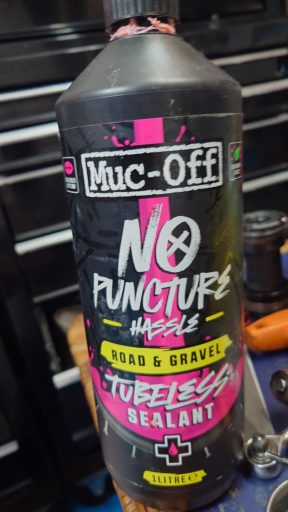 Muc-Off
NO
PUNCTURE
HASSLE
ROAD & GRAVEL
TUBELESS
SEALANT
1 LITRE ℮